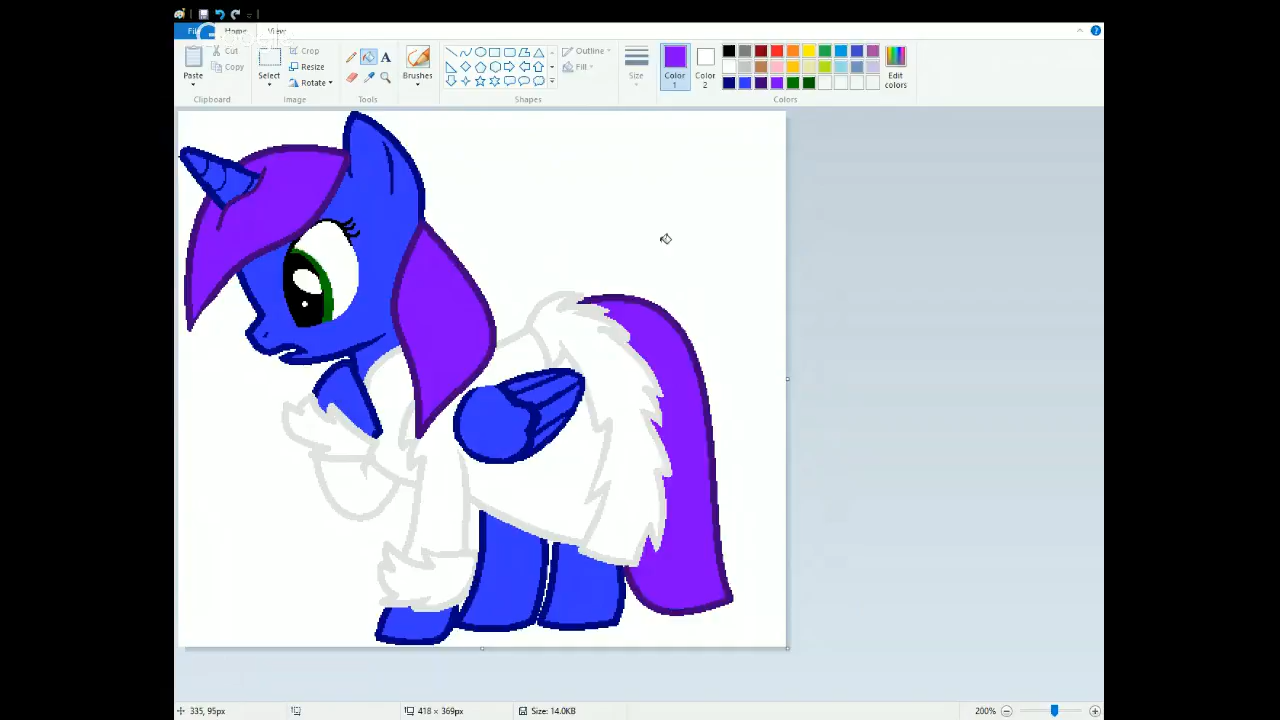 File Home View
Paste
Cut
Copy
Clipboard
Select
Crop
Resize
Rotate
Image
A
Tools
Brushes
Outline
Fill
Shapes
Size
Color 1
Color 2
Edit colors
Colors
335, 95px
418 × 369px
Size: 14.0KB
200%